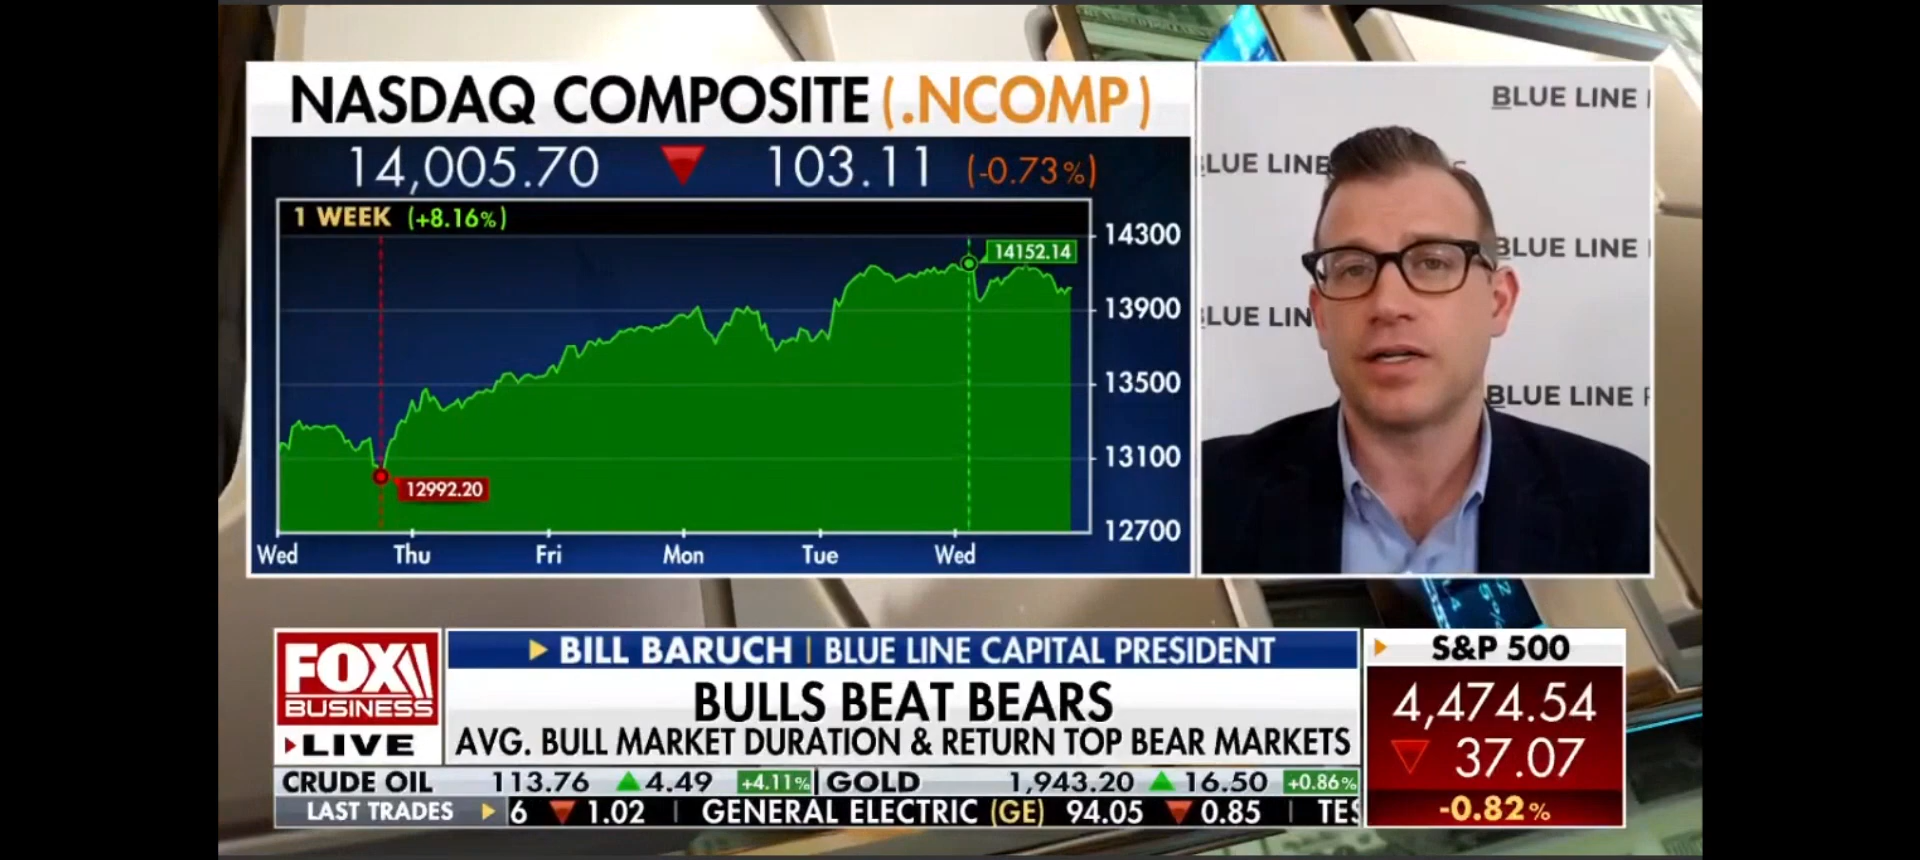 NASDAQ COMPOSITE (.NCOMP)
14,005.70 ▼ 103.11 (-0.73%)
1 WEEK (+8.16%)
14300
14152.14
13900
13500
13100
12992.20
12700
Wed Thu Fri Mon Tue Wed
BLUE LINE
LUE LINE
BLUE LINE
LUE LIN
BLUE LINE
FOX BUSINESS
LIVE
BILL BARUCH | BLUE LINE CAPITAL PRESIDENT
BULLS BEAT BEARS
AVG. BULL MARKET DURATION & RETURN TOP BEAR MARKETS
CRUDE OIL 113.76 ▲ 4.49 +4.11% | GOLD 1,943.20 ▲ 16.50 +0.86%
LAST TRADES 6 ▼ 1.02 | GENERAL ELECTRIC (GE) 94.05 ▼ 0.85 | TES
S&P 500
4,474.54
▼ 37.07
-0.82%